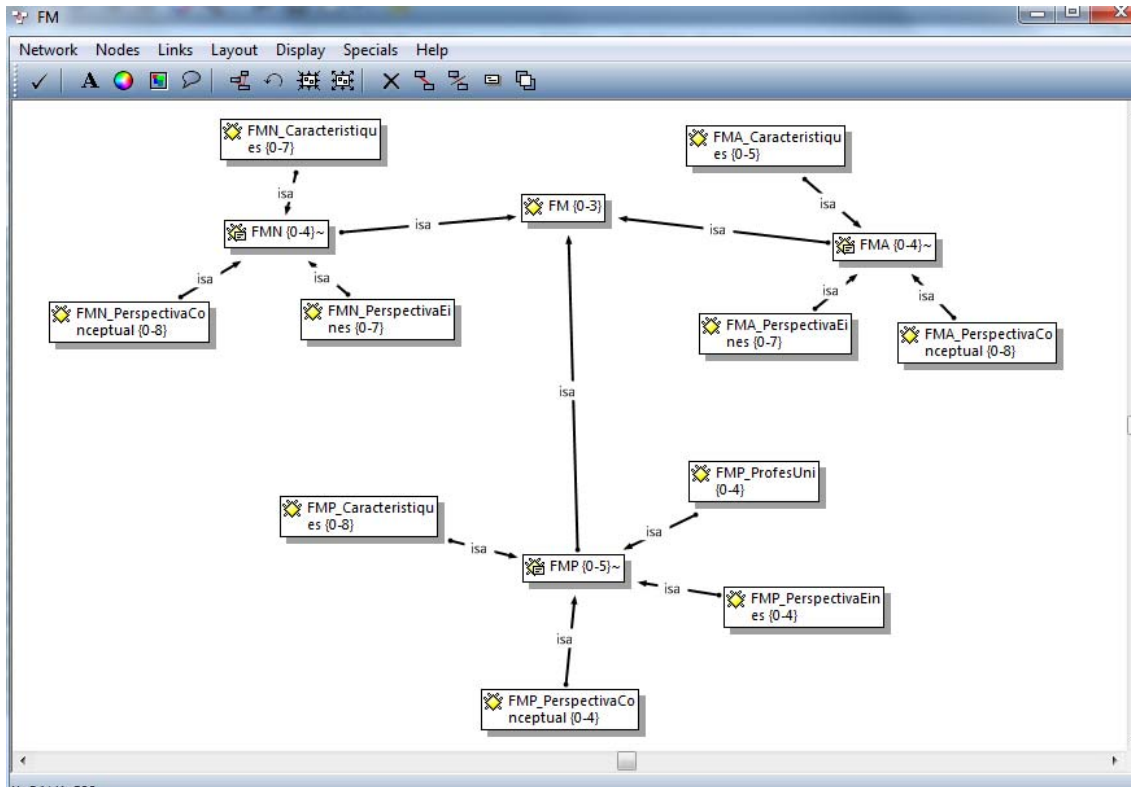 FM
Network Nodes Links Layout Display Specials Help
A
FMN_Caracteristiqu
es {0-7}
FMA_Caracteristiqu
es {0-5}
isa
isa
FM {0-3}
isa
isa
FMN {0-4}~
FMA {0-4}~
isa
isa
isa
isa
FMN_PerspectivaCo
nceptual {0-8}
FMN_PerspectivaEi
nes {0-7}
FMA_PerspectivaEi
nes {0-7}
FMA_PerspectivaCo
nceptual {0-8}
isa
FMP_ProfesUni
{0-4}
FMP_Caracteristiqu
es {0-8}
isa
isa
FMP {0-5}~
isa
FMP_PerspectivaEin
es {0-4}
isa
FMP_PerspectivaCo
nceptual {0-4}